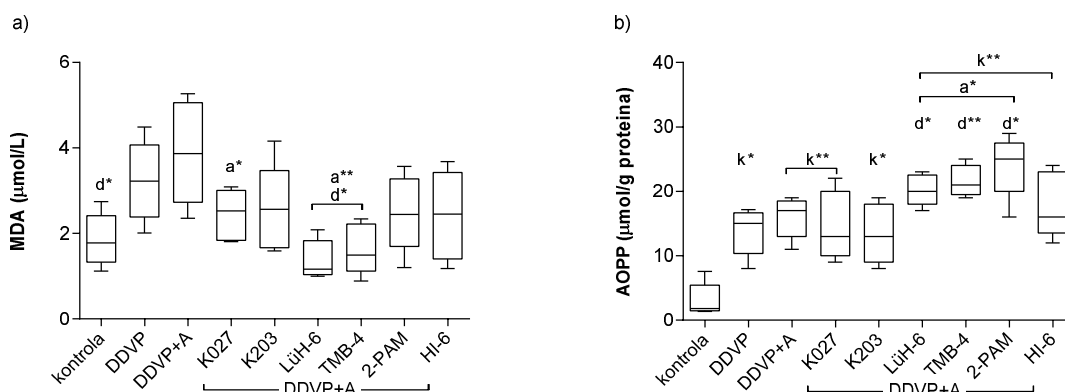 a)
b)
6
4
2
0
MDA (µmol/L)
d*
a*
a**
d*
kontrola
DDVP
DDVP+A
K027
K203
LüH-6
TMB-4
2-PAM
HI-6
DDVP+A
40
30
20
10
0
AOPP (µmol/g proteina)
k**
a*
d*
d**
d*
k*
k**
k*
kontrola
DDVP
DDVP+A
K027
K203
LüH-6
TMB-4
2-PAM
HI-6
DDVP+A